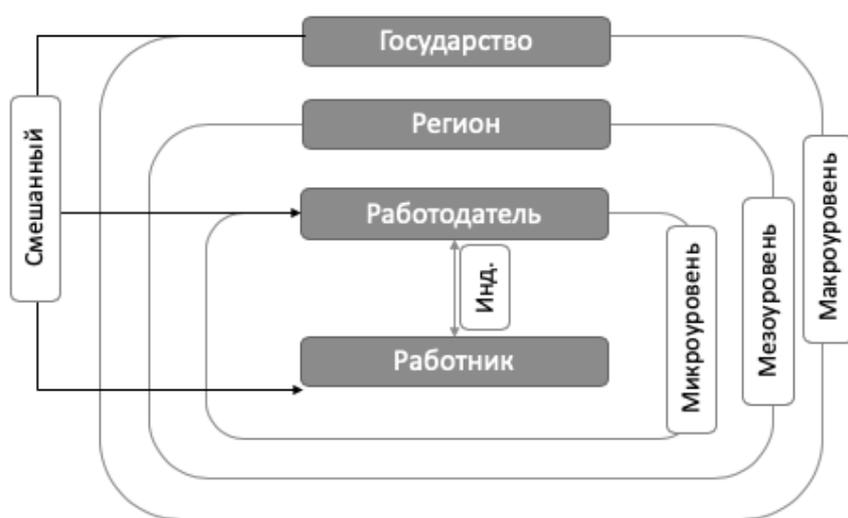 Государство
Регион
Работодатель
Инд.
Работник
Смешанный
Микроуровень
Мезоуровень
Макроуровень